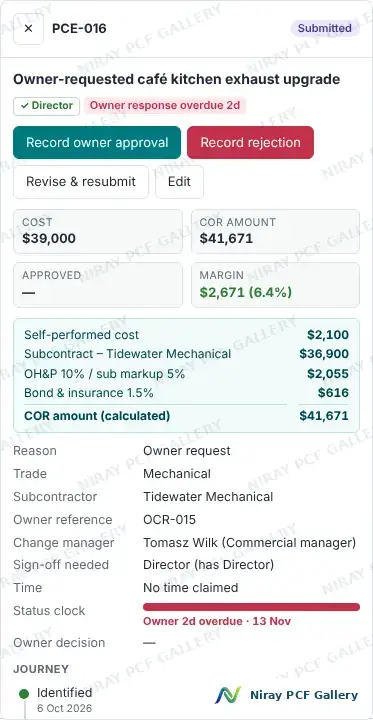 × PCE-016 Submitted
Owner-requested café kitchen exhaust upgrade
✓ Director Owner response overdue 2d
Record owner approval Record rejection
Revise & resubmit Edit
COST COR AMOUNT
$39,000 $41,671
APPROVED MARGIN
— $2,671 (6.4%)
Self-performed cost $2,100
Subcontract – Tidewater Mechanical $36,900
OH&P 10% / sub markup 5% $2,055
Bond & insurance 1.5% $616
COR amount (calculated) $41,671
Reason Owner request
Trade Mechanical
Subcontractor Tidewater Mechanical
Owner reference OCR-015
Change manager Tomasz Wilk (Commercial manager)
Sign-off needed Director (has Director)
Time No time claimed
Status clock
Owner 2d overdue · 13 Nov
Owner decision —
JOURNEY
Identified
6 Oct 2026
Niray PCF Gallery
NIRAY PCF GALLERY